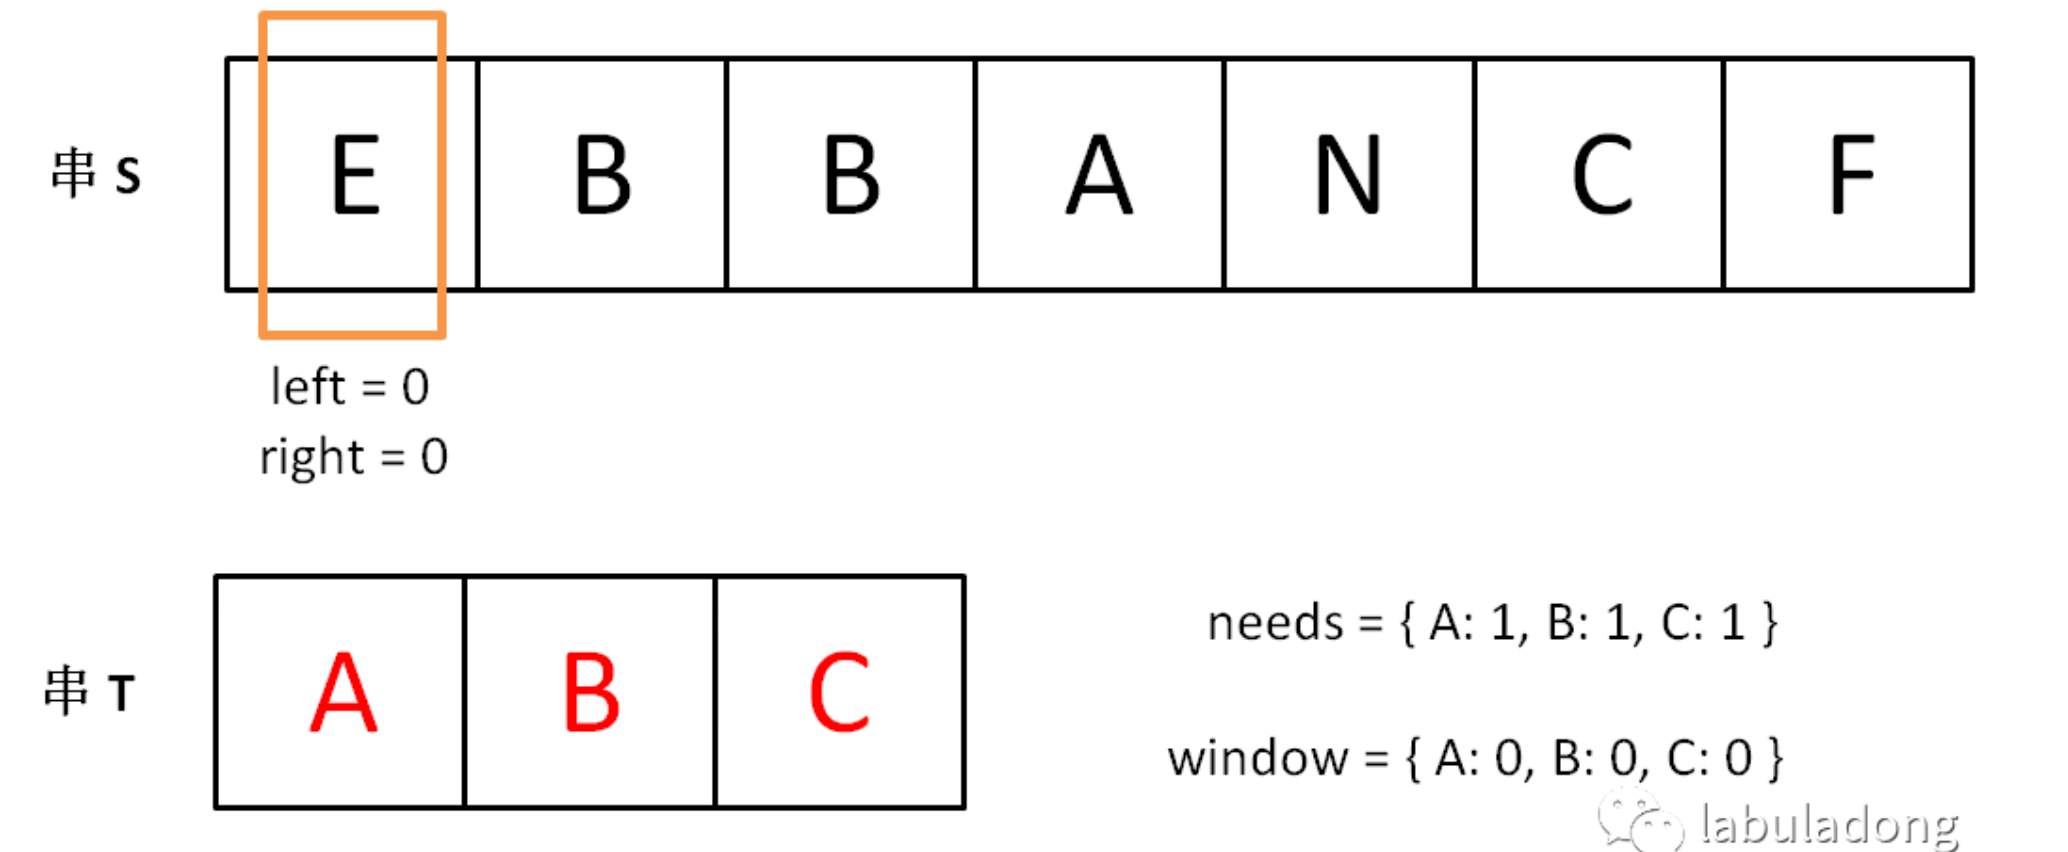 串 S E B B A N C F
left = 0
right = 0
串 T A B C
needs = { A: 1, B: 1, C: 1 }
window = { A: 0, B: 0, C: 0 }
labuladong